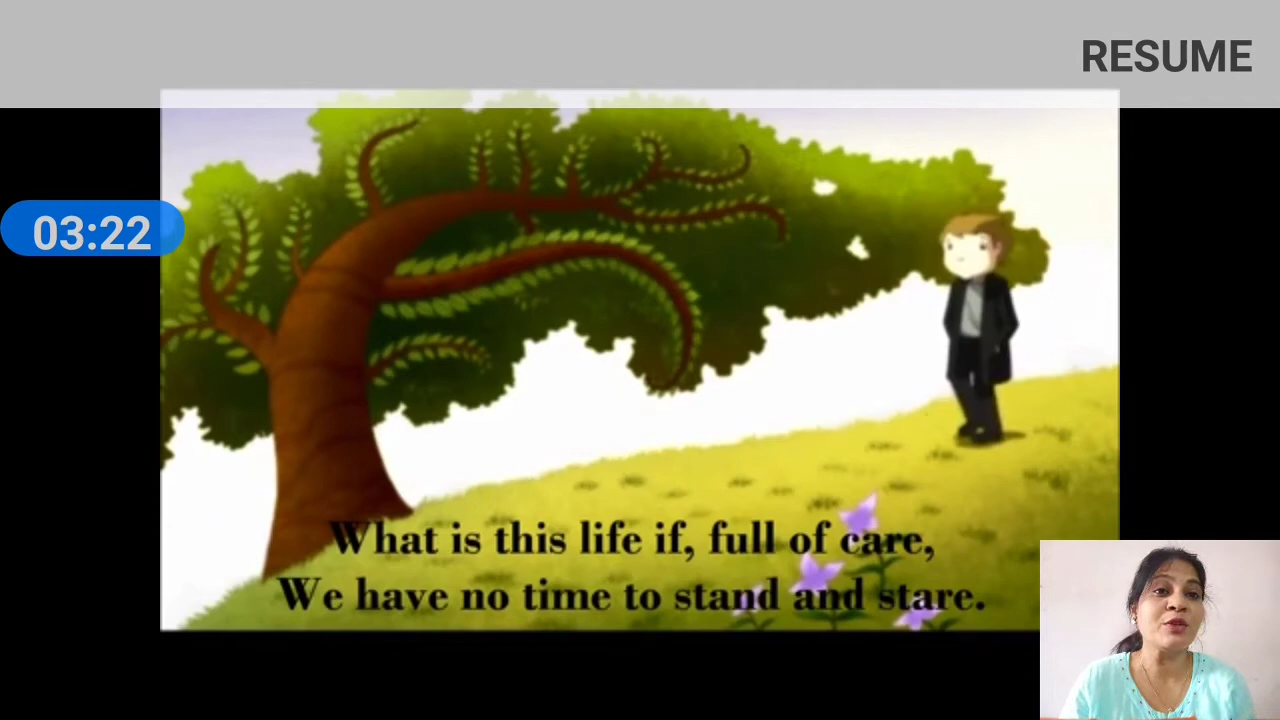 RESUME
03:22
What is this life if, full of care,
We have no time to stand and stare.